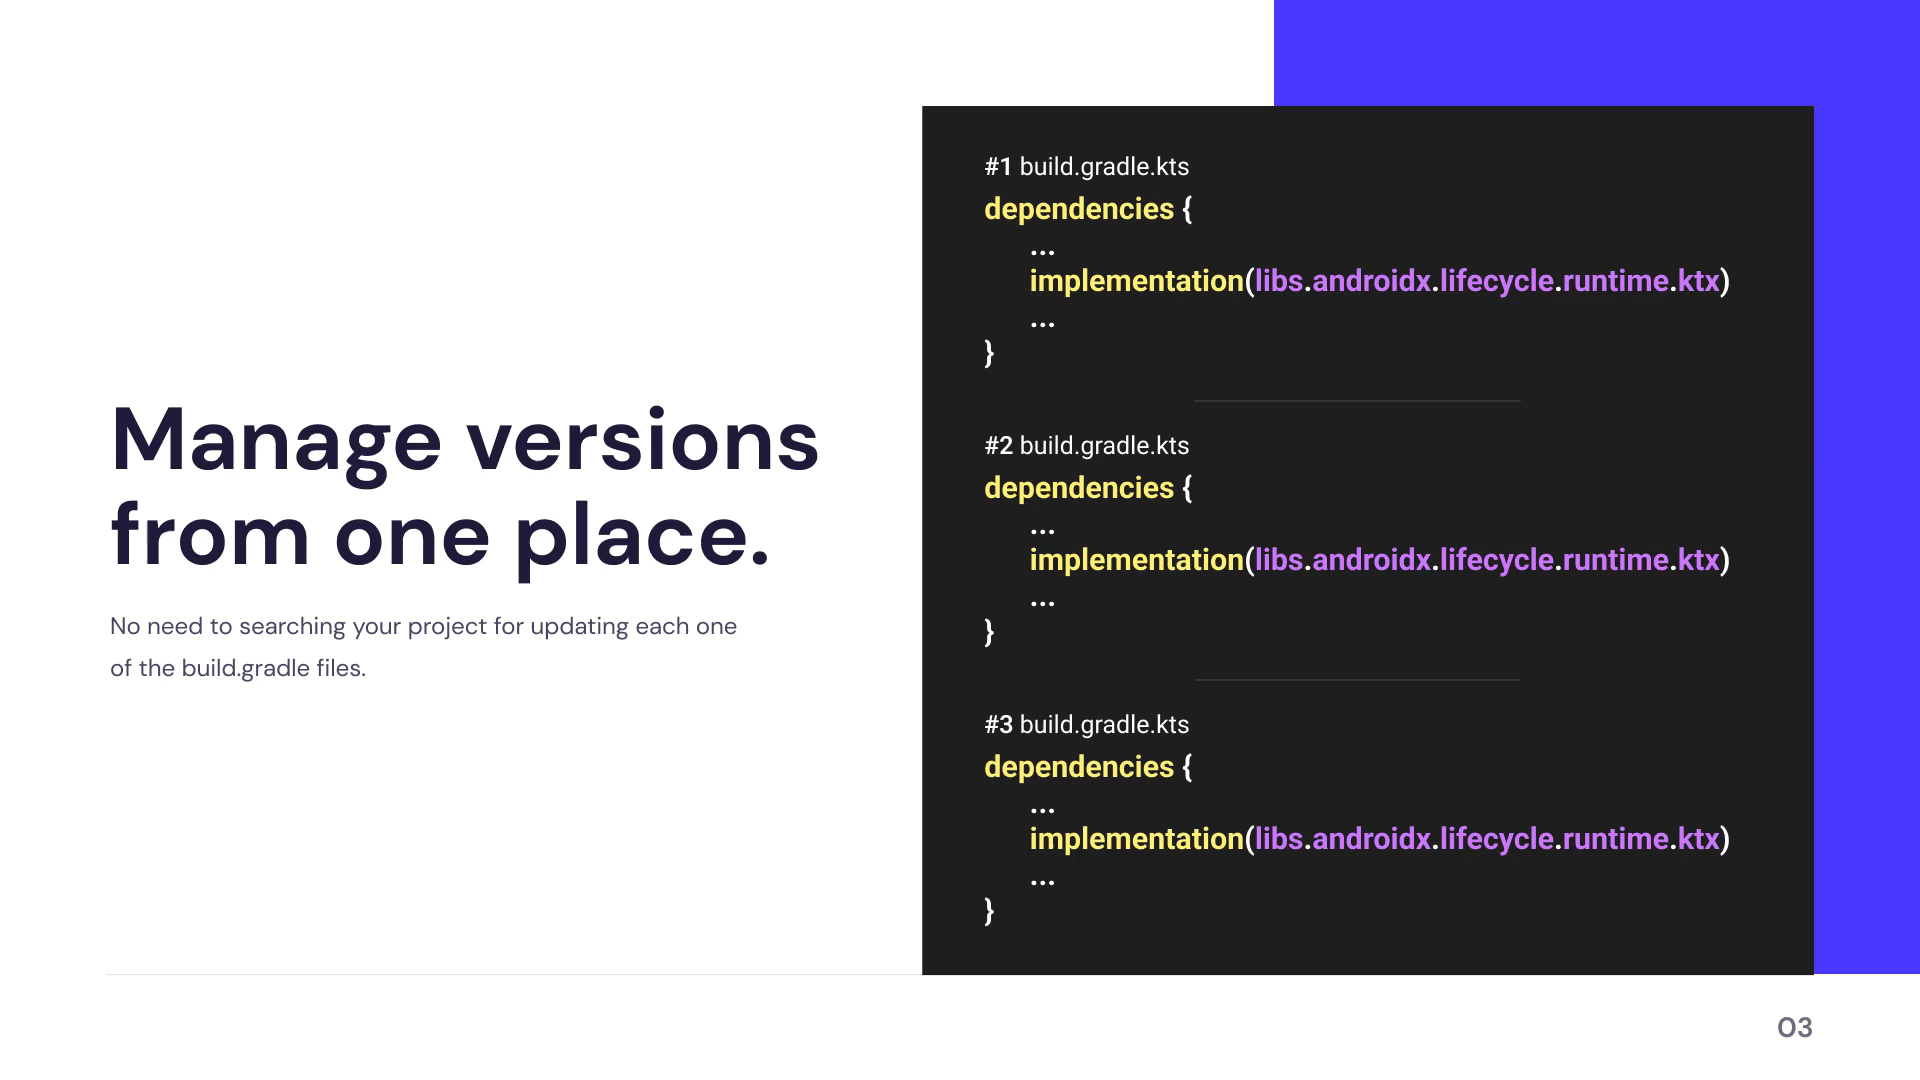 Manage versions
from one place.
No need to searching your project for updating each one
of the build.gradle files.
#1 build.gradle.kts
dependencies {
...
implementation(libs.androidx.lifecycle.runtime.ktx)
...
}
#2 build.gradle.kts
dependencies {
...
implementation(libs.androidx.lifecycle.runtime.ktx)
...
}
#3 build.gradle.kts
dependencies {
...
implementation(libs.androidx.lifecycle.runtime.ktx)
...
}
03